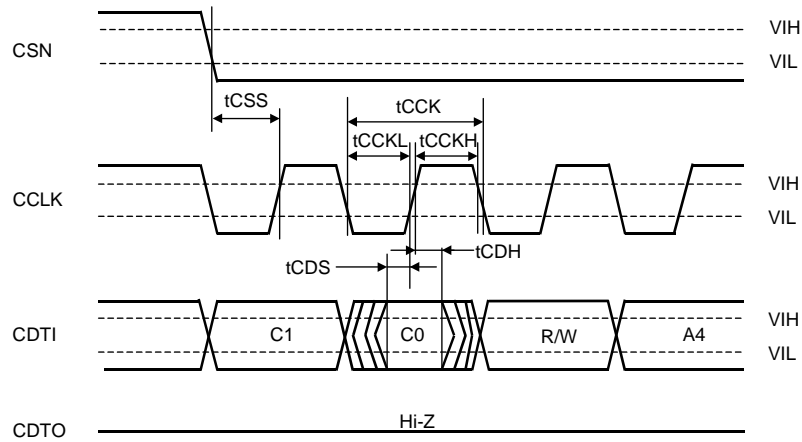 CSN
VIH
VIL
tCSS
tCCK
tCCKL
tCCKH
CCLK
VIH
VIL
tCDS
tCDH
CDTI
C1
C0
R/W
A4
VIH
VIL
CDTO
Hi-Z